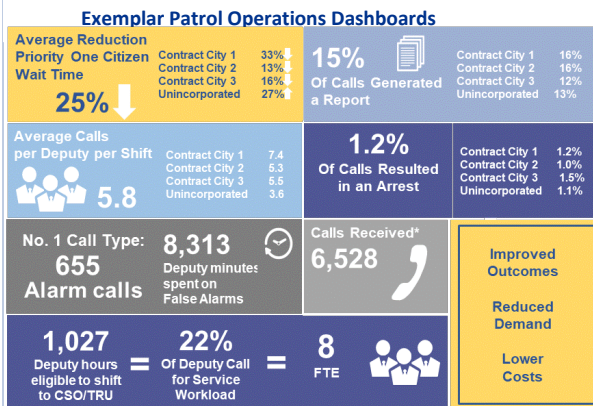 Exemplar Patrol Operations Dashboards
Average Reduction
Priority One Citizen
Wait Time
25%
Contract City 1 33%
Contract City 2 13%
Contract City 3 16%
Unincorporated 27%
15%
Of Calls Generated
a Report
Contract City 1 16%
Contract City 2 16%
Contract City 3 12%
Unincorporated 13%
Average Calls
per Deputy per Shift
5.8
Contract City 1 7.4
Contract City 2 5.3
Contract City 3 5.5
Unincorporated 3.6
1.2%
Of Calls Resulted
in an Arrest
Contract City 1 1.2%
Contract City 2 1.0%
Contract City 3 1.5%
Unincorporated 1.1%
No. 1 Call Type:
655
Alarm calls
8,313
Deputy minutes
spent on
False Alarms
Calls Received*
6,528
Improved
Outcomes
Reduced
Demand
Lower
Costs
1,027
Deputy hours
eligible to shift
to CSO/TRU
=
22%
Of Deputy Call
for Service
Workload
=
8
FTE